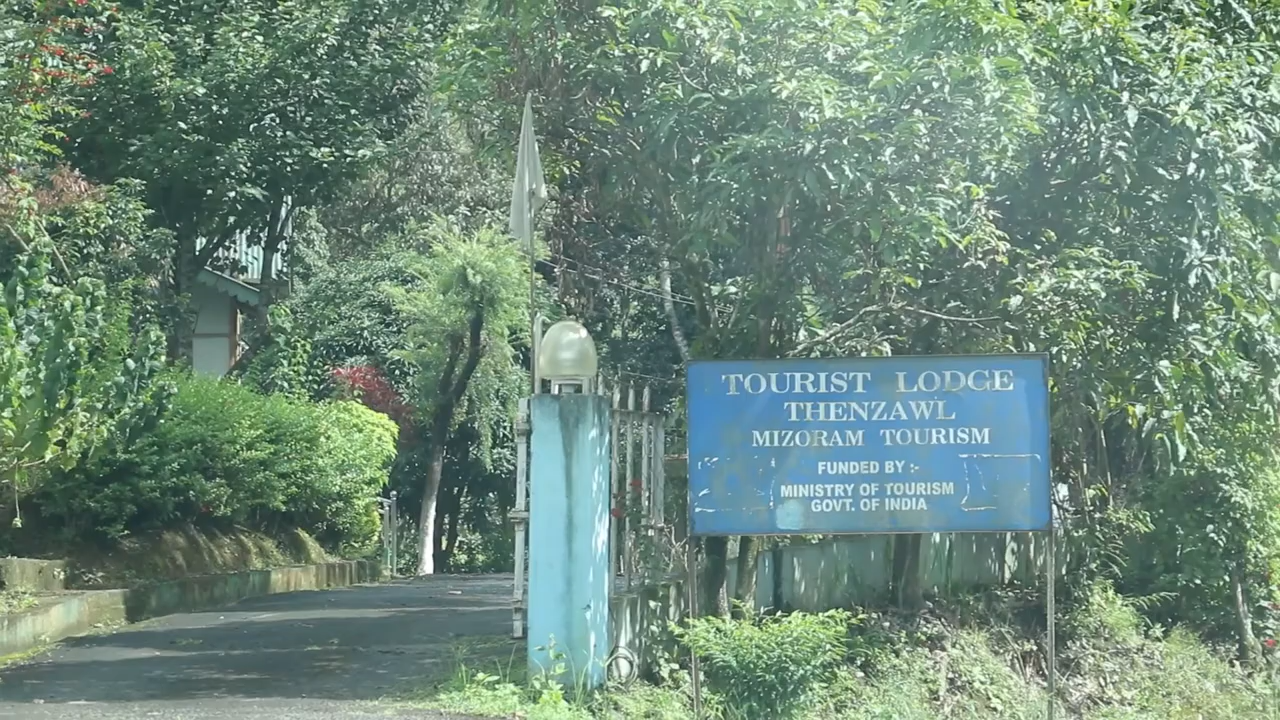 TOURIST LODGE
THENZAWL
MIZORAM TOURISM
FUNDED BY :-
MINISTRY OF TOURISM
GOVT. OF INDIA